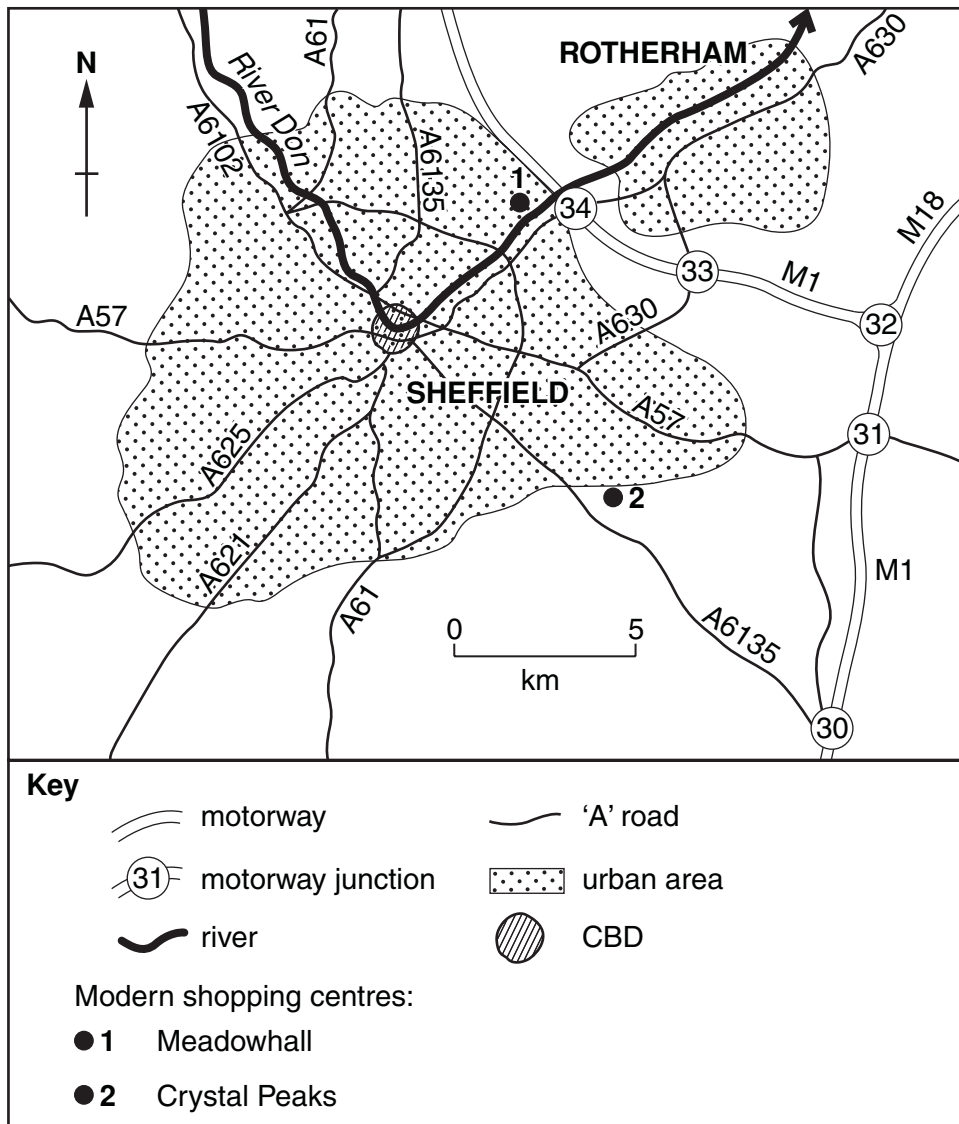 N
A61
River Don
A6102
A6135
ROTHERHAM
A630
1
34
M18
33
M1
32
A57
A630
SHEFFIELD
A57
31
A625
2
A621
A61
M1
0 5
km
A6135
30
Key
motorway
'A' road
31 motorway junction
urban area
river
CBD
Modern shopping centres:
1 Meadowhall
2 Crystal Peaks